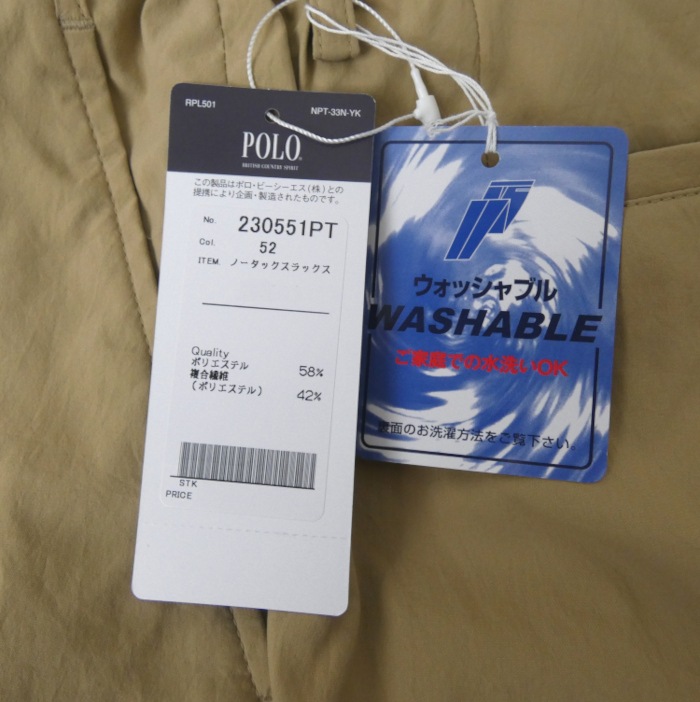 RPL501
NPT-33N-YK
POLO
BRITISH COUNTRY SPIRIT
この製品はポロ・ビーシーエス(株)との
提携により企画・製造されたものです。
No. 230551PT
Col. 52
ITEM. ノータックスラックス
Quality
ポリエステル 58%
複合繊維
(ポリエステル) 42%
STK
PRICE
ウォッシャブル
WASHABLE
ご家庭での水洗いOK
裏面のお洗濯方法をご覧下さい。